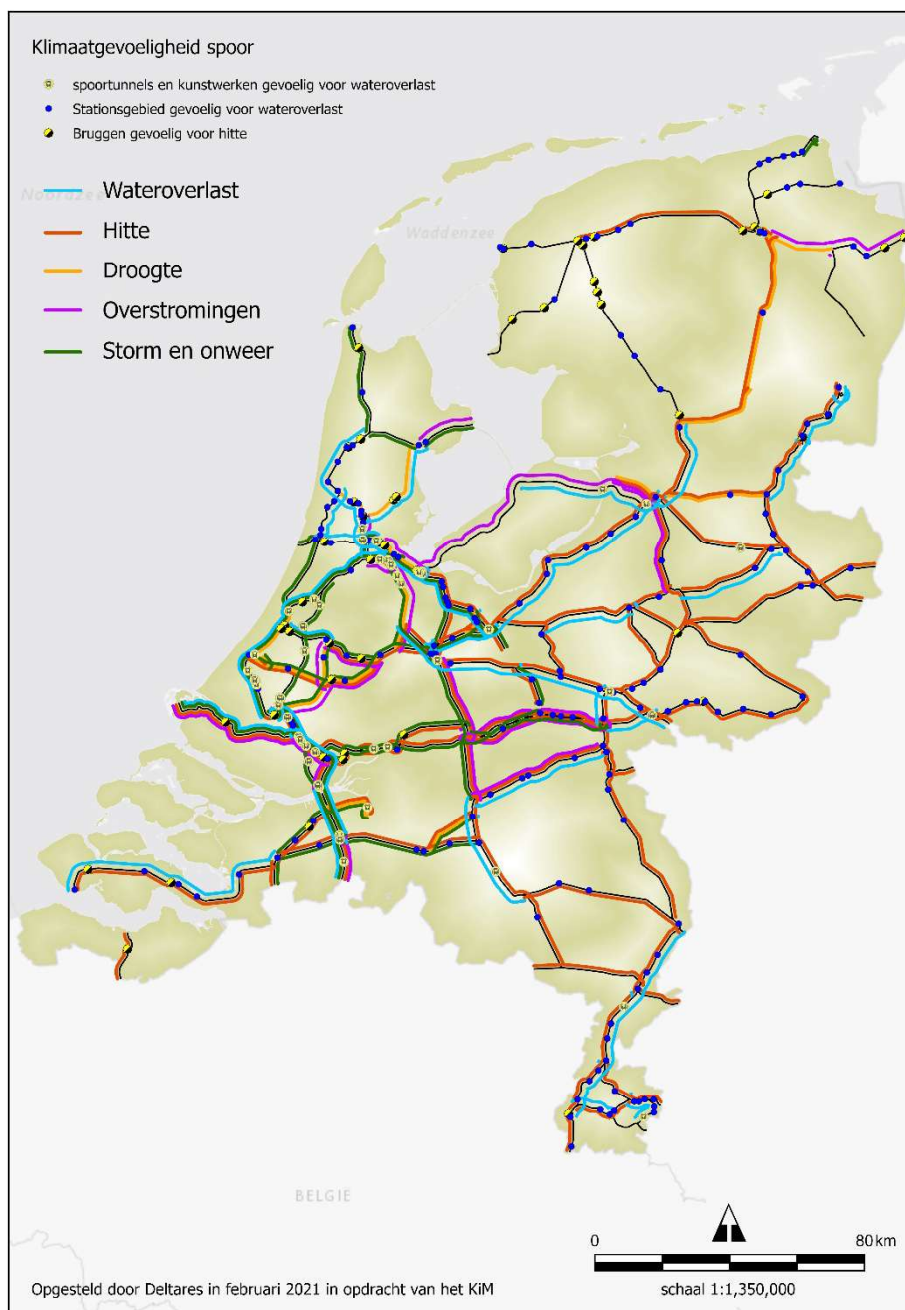 Klimaatgevoeligheid spoor
spoortunnels en kunstwerken gevoelig voor wateroverlast
Stationsgebied gevoelig voor wateroverlast
Bruggen gevoelig voor hitte
Wateroverlast
Noordzee
Hitte
Waddenzee
Droogte
Overstromingen
Storm en onweer
BELGIË
0 80 km
Opgesteld door Deltares in februari 2021 in opdracht van het KiM
schaal 1:1,350,000